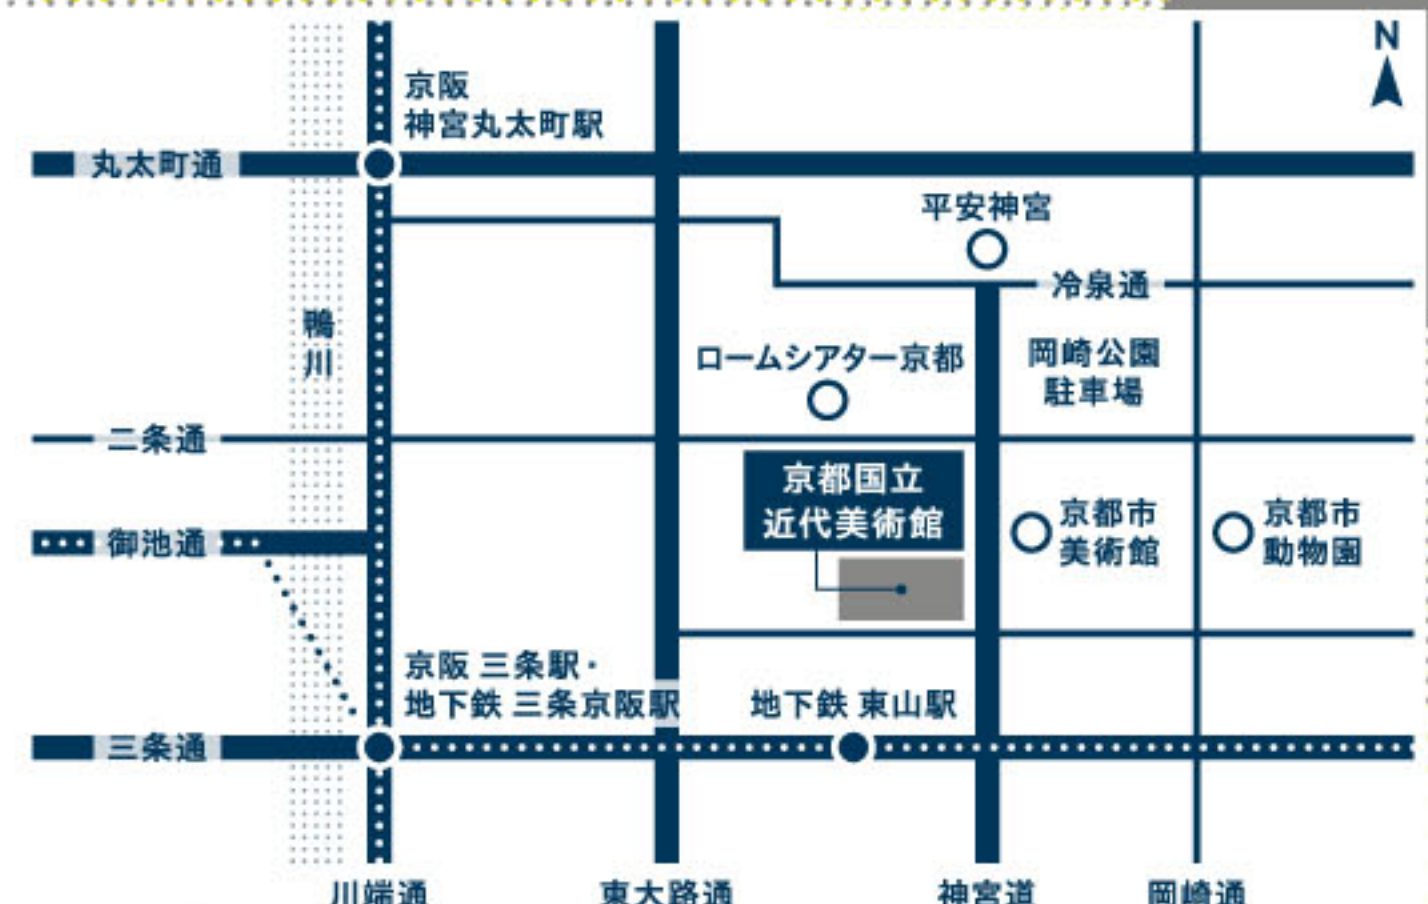 N
京阪
神宮丸太町駅
丸太町通
平安神宮
冷泉通
鴨川
ロームシアター京都
岡崎公園
駐車場
二条通
京都国立
近代美術館
京都市
美術館
京都市
動物園
御池通
京阪 三条駅・
地下鉄 三条京阪駅
地下鉄 東山駅
三条通
川端通
東大路通
神宮道
岡崎通